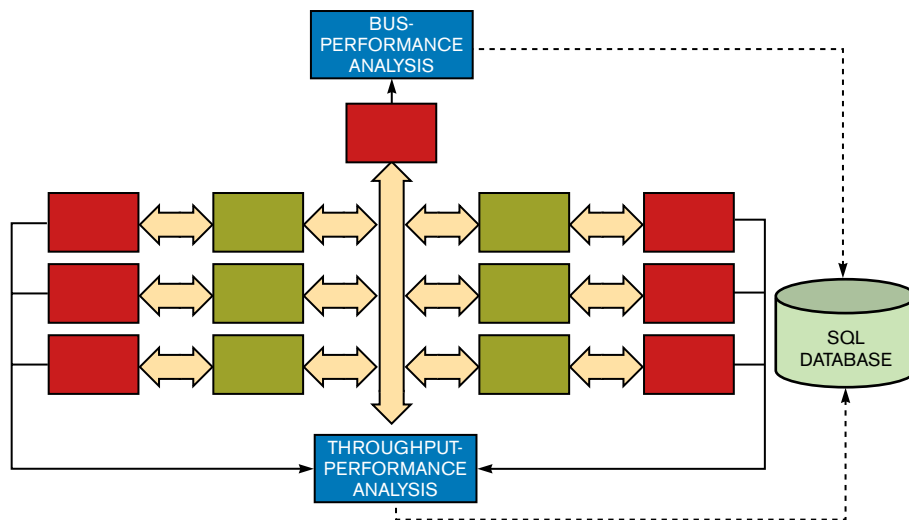 BUS-
PERFORMANCE
ANALYSIS
SQL
DATABASE
THROUGHPUT-
PERFORMANCE
ANALYSIS